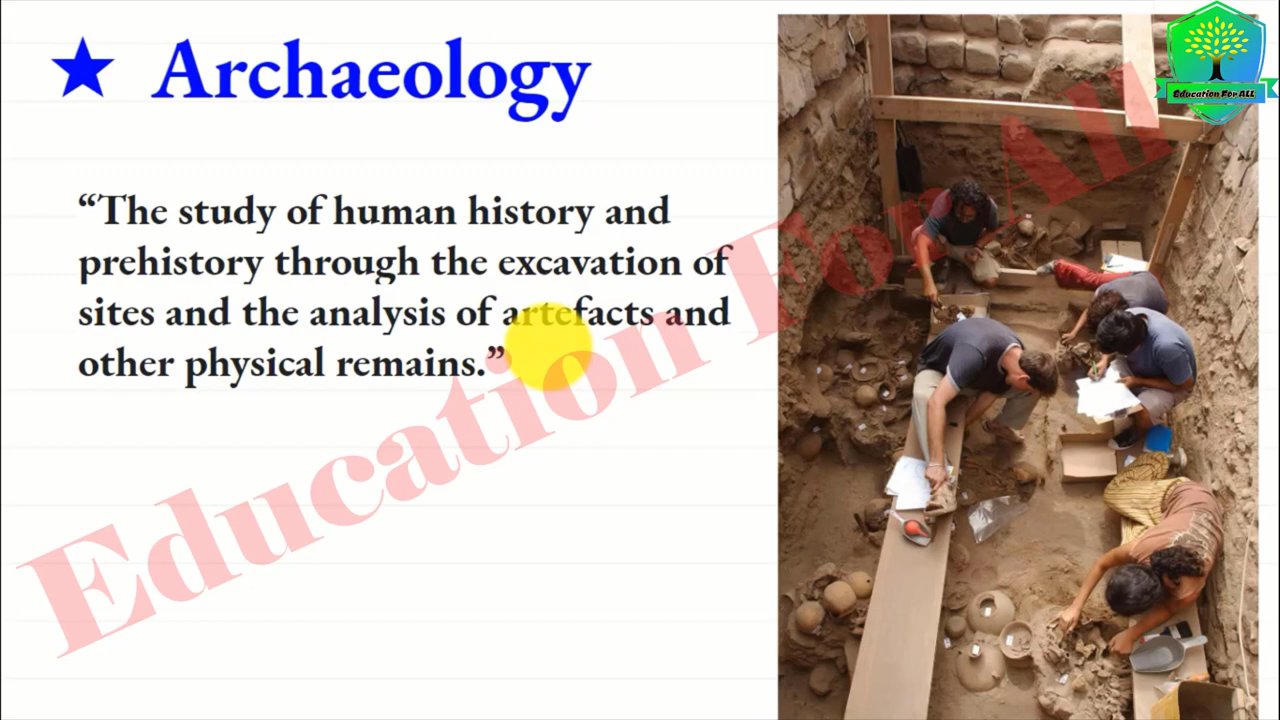 ★ Archaeology
“The study of human history and
prehistory through the excavation of
sites and the analysis of artefacts and
other physical remains.”
Education For All
Education For ALL